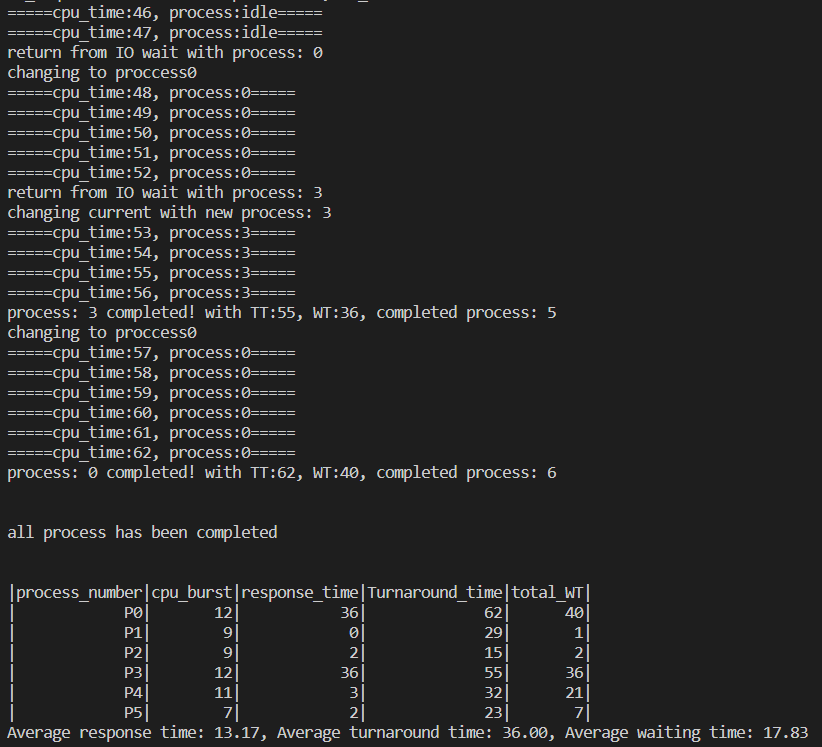 =====cpu_time:46, process:idle=====
=====cpu_time:47, process:idle=====
return from IO wait with process: 0
changing to proccess0
=====cpu_time:48, process:0=====
=====cpu_time:49, process:0=====
=====cpu_time:50, process:0=====
=====cpu_time:51, process:0=====
=====cpu_time:52, process:0=====
return from IO wait with process: 3
changing current with new process: 3
=====cpu_time:53, process:3=====
=====cpu_time:54, process:3=====
=====cpu_time:55, process:3=====
=====cpu_time:56, process:3=====
process: 3 completed! with TT:55, WT:36, completed process: 5
changing to proccess0
=====cpu_time:57, process:0=====
=====cpu_time:58, process:0=====
=====cpu_time:59, process:0=====
=====cpu_time:60, process:0=====
=====cpu_time:61, process:0=====
=====cpu_time:62, process:0=====
process: 0 completed! with TT:62, WT:40, completed process: 6
all process has been completed
|process_number|cpu_burst|response_time|Turnaround_time|total_WT|
|            P0|       12|           36|             62|      40|
|            P1|        9|            0|             29|       1|
|            P2|        9|            2|             15|       2|
|            P3|       12|           36|             55|      36|
|            P4|       11|            3|             32|      21|
|            P5|        7|            2|             23|       7|
Average response time: 13.17, Average turnaround time: 36.00, Average waiting time: 17.83